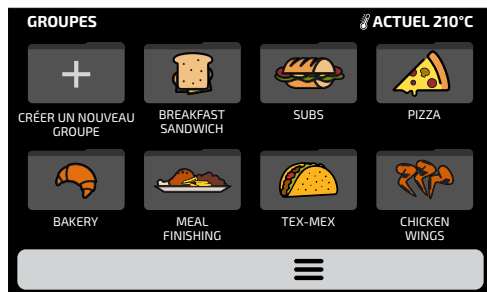 GROUPES
ACTUEL 210°C
CRÉER UN NOUVEAU
GROUPE
BREAKFAST
SANDWICH
SUBS
PIZZA
BAKERY
MEAL
FINISHING
TEX-MEX
CHICKEN
WINGS